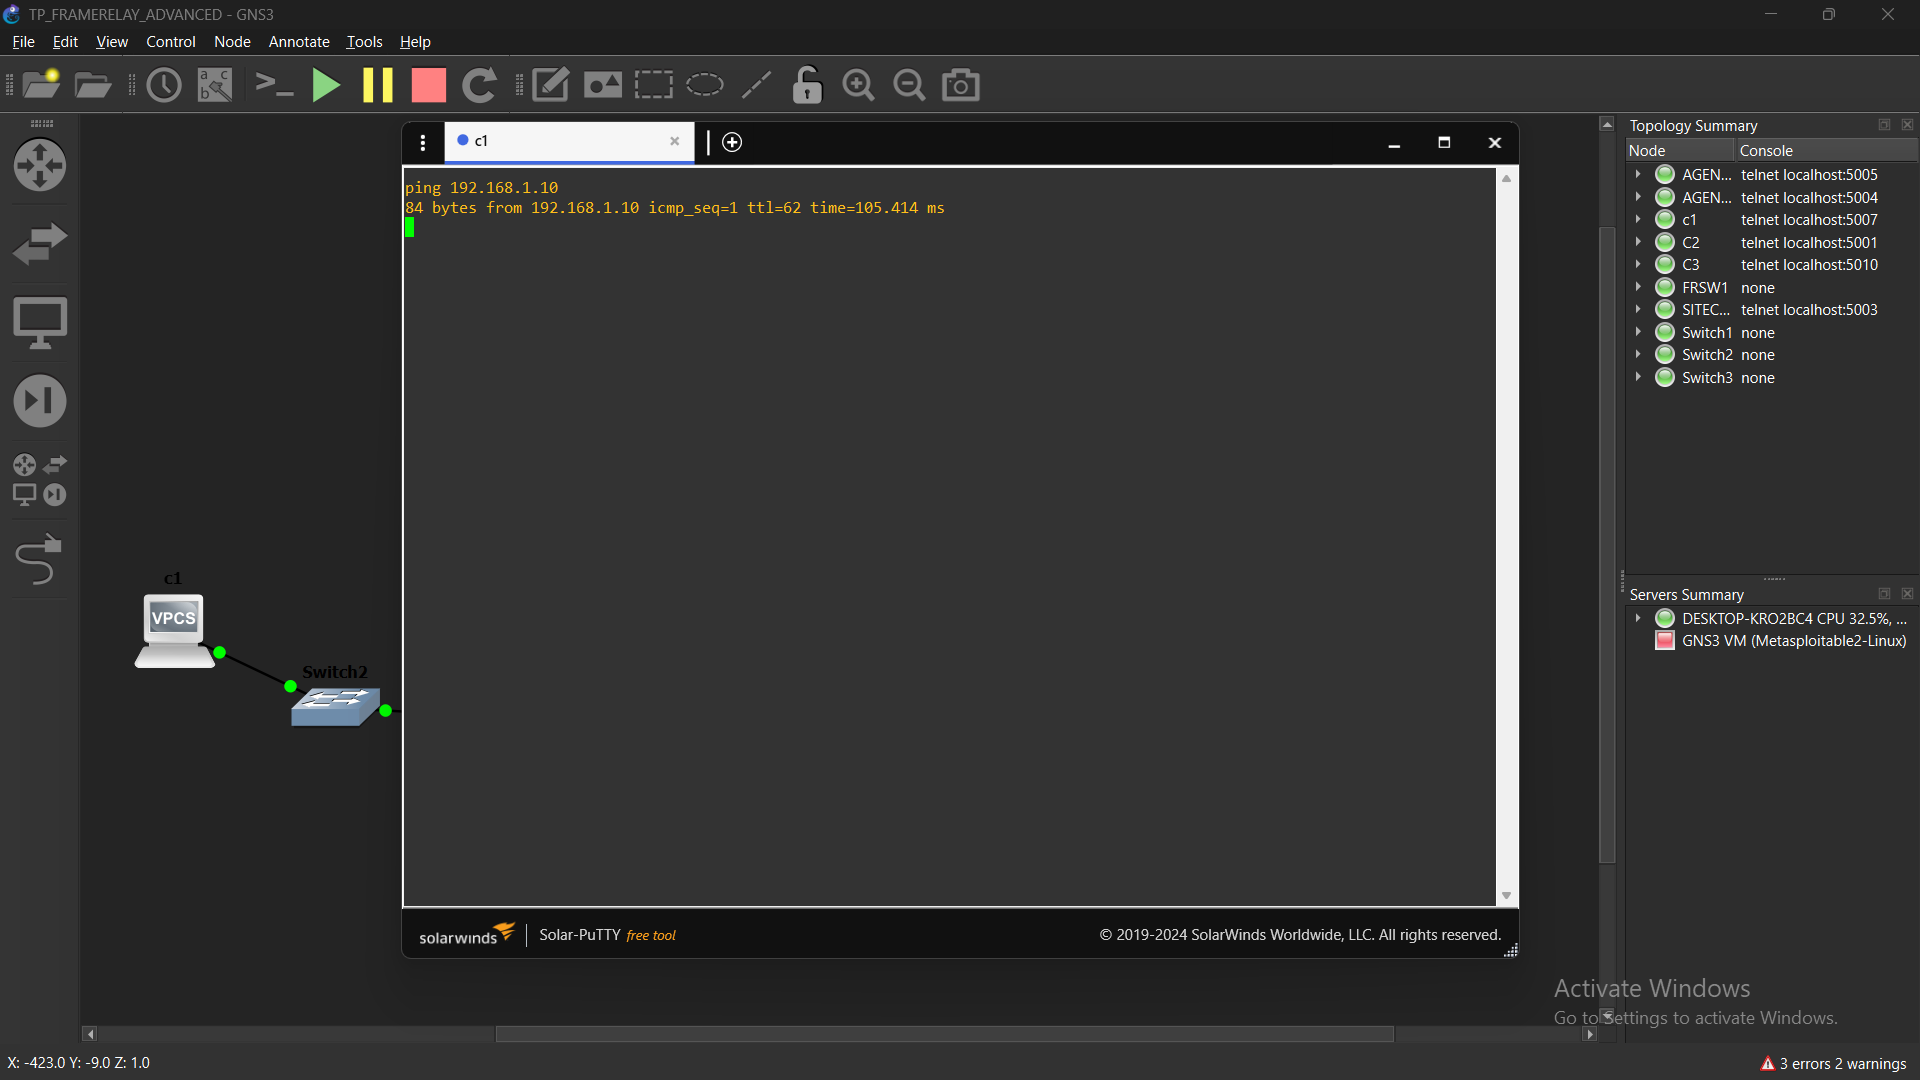 TP_FRAMERELAY_ADVANCED - GNS3
File Edit View Control Node Annotate Tools Help
c1
ping 192.168.1.10
84 bytes from 192.168.1.10 icmp_seq=1 ttl=62 time=105.414 ms
c1
VPCS
Switch2
solarwinds Solar-PuTTY free tool
© 2019-2024 SolarWinds Worldwide, LLC. All rights reserved.
Topology Summary
Node Console
AGEN... telnet localhost:5005
AGEN... telnet localhost:5004
c1 telnet localhost:5007
C2 telnet localhost:5001
C3 telnet localhost:5010
FRSW1 none
SITEC... telnet localhost:5003
Switch1 none
Switch2 none
Switch3 none
Servers Summary
DESKTOP-KRO2BC4 CPU 32.5%, ...
GNS3 VM (Metasploitable2-Linux)
Activate Windows
Go to Settings to activate Windows.
X: -423.0 Y: -9.0 Z: 1.0
3 errors 2 warnings